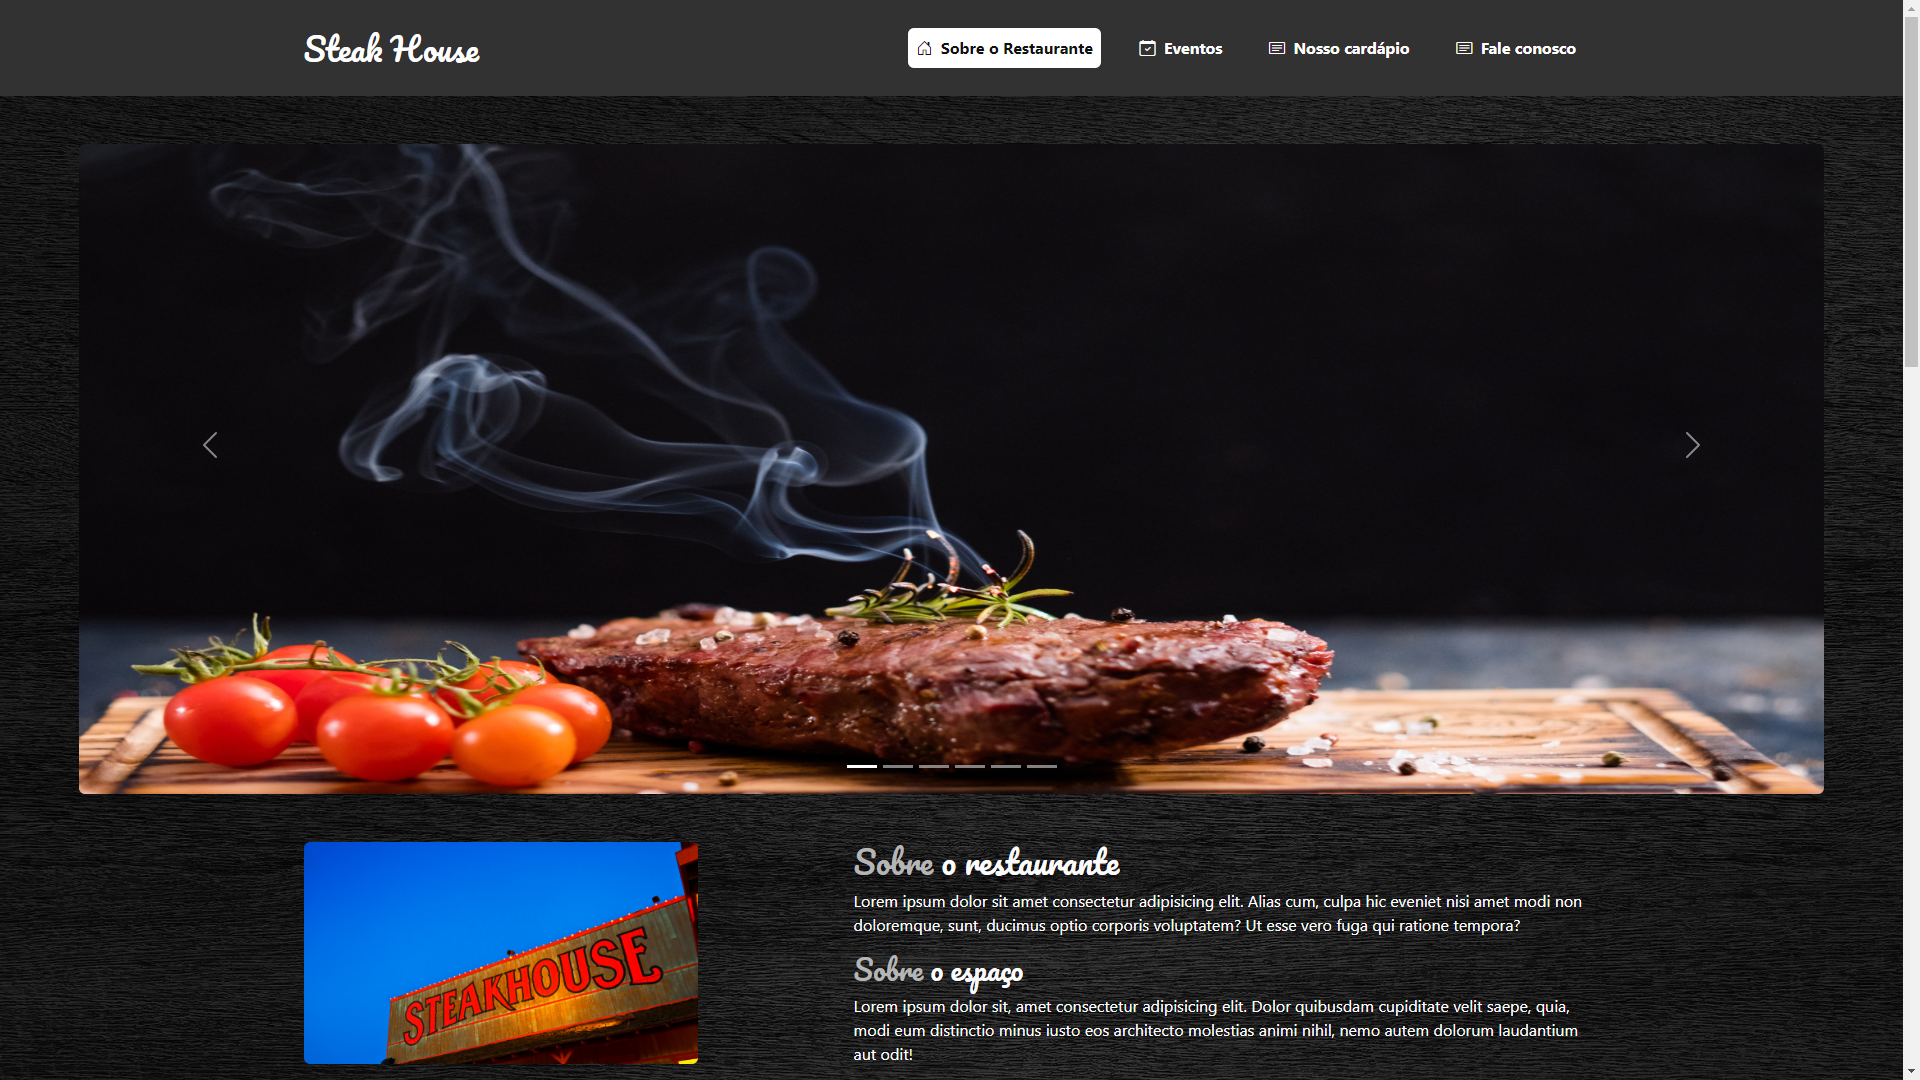 Steak House
Sobre o Restaurante
Eventos
Nosso cardápio
Fale conosco
STEAKHOUSE
Sobre o restaurante
Lorem ipsum dolor sit amet consectetur adipisicing elit. Alias cum, culpa hic eveniet nisi amet modi non
doloremque, sunt, ducimus optio corporis voluptatem? Ut esse vero fuga qui ratione tempora?
Sobre o espaço
Lorem ipsum dolor sit, amet consectetur adipisicing elit. Dolor quibusdam cupiditate velit saepe, quia,
modi eum distinctio minus iusto eos architecto molestias animi nihil, nemo autem dolorum laudantium
aut odit!